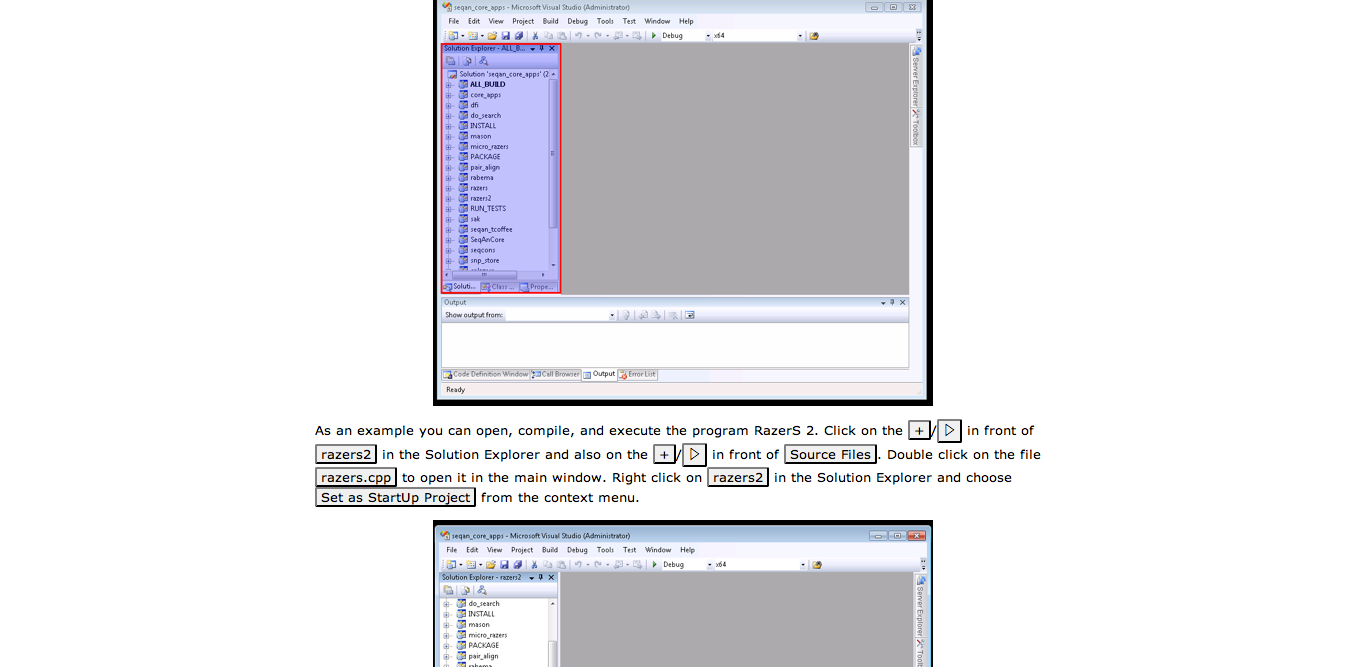 seqan_core_apps - Microsoft Visual Studio (Administrator)
File Edit View Project Build Debug Tools Test Window Help
Debug x64
Solution Explorer - ALL_B...
Solution 'seqan_core_apps' (2
ALL_BUILD
core_apps
dfi
do_search
INSTALL
mason
micro_razers
PACKAGE
pair_align
rabema
razers
razers2
RUN_TESTS
sak
seqan_tcoffee
SeqAnCore
seqcons
snp_store
Soluti... Class ... Prope...
Server Explorer
Toolbox
Output
Show output from:
Code Definition Window Call Browser Output Error List
Ready
As an example you can open, compile, and execute the program RazerS 2. Click on the + / ▷ in front of
razers2 in the Solution Explorer and also on the + / ▷ in front of Source Files . Double click on the file
razers.cpp to open it in the main window. Right click on razers2 in the Solution Explorer and choose
Set as StartUp Project from the context menu.
seqan_core_apps - Microsoft Visual Studio (Administrator)
File Edit View Project Build Debug Tools Test Window Help
Debug x64
Solution Explorer - razers2
do_search
INSTALL
mason
micro_razers
PACKAGE
pair_align
rabema
Server Explorer